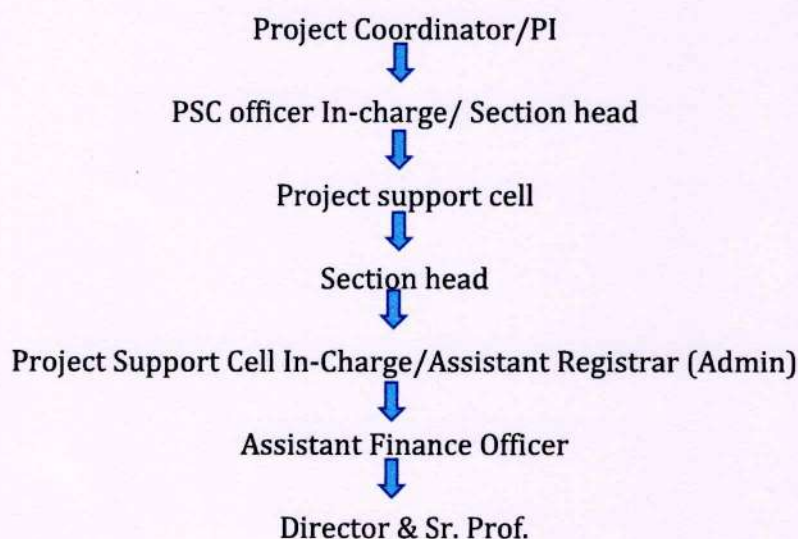 Project Coordinator/PI
PSC officer In-charge/ Section head
Project support cell
Section head
Project Support Cell In-Charge/Assistant Registrar (Admin)
Assistant Finance Officer
Director & Sr. Prof.